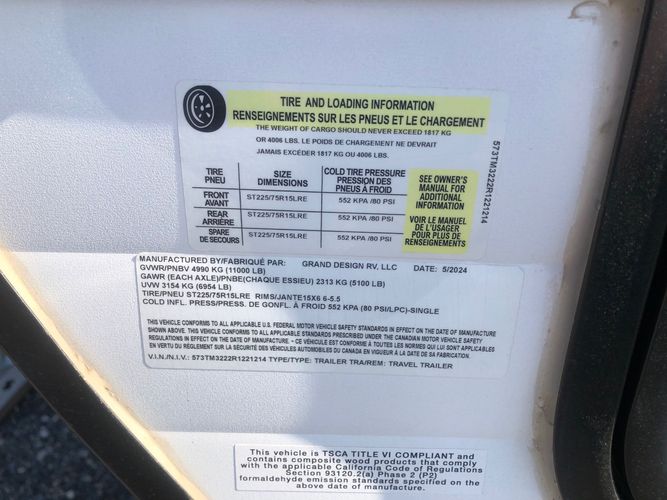 TIRE AND LOADING INFORMATION
RENSEIGNEMENTS SUR LES PNEUS ET LE CHARGEMENT
THE WEIGHT OF CARGO SHOULD NEVER EXCEED 1817 KG
OR 4006 LBS. LE POIDS DE CHARGEMENT NE DEVRAIT
JAMAIS EXCÉDER 1817 KG OU 4006 LBS.
TIRE
PNEU
SIZE
DIMENSIONS
COLD TIRE PRESSURE
PRESSION DES
PNEUS À FROID
FRONT
AVANT
ST225/75R15LRE
552 KPA /80 PSI
REAR
ARRIÈRE
ST225/75R15LRE
552 KPA /80 PSI
SPARE
DE SECOURS
ST225/75R15LRE
552 KPA /80 PSI
SEE OWNER'S
MANUAL FOR
ADDITIONAL
INFORMATION
VOIR LE MANUEL
DE L'USAGER
POUR PLUS DE
RENSEIGNEMENTS
573TM3222R1221214
MANUFACTURED BY/FABRIQUÉ PAR: GRAND DESIGN RV, LLC DATE: 5/2024
GVWR/PNBV 4990 KG (11000 LB)
GAWR (EACH AXLE)/PNBE(CHAQUE ESSIEU) 2313 KG (5100 LB)
UVW 3154 KG (6954 LB)
TIRE/PNEU ST225/75R15LRE RIMS/JANTE15X6 6-5.5
COLD INFL. PRESS/PRESS. DE GONFL. À FROID 552 KPA (80 PSI/LPC)-SINGLE
THIS VEHICLE CONFORMS TO ALL APPLICABLE U.S. FEDERAL MOTOR VEHICLE SAFETY STANDARDS IN EFFECT ON THE DATE OF MANUFACTURE
SHOWN ABOVE. THIS VEHICLE CONFORMS TO ALL APPLICABLE STANDARDS PRESCRIBED UNDER THE CANADIAN MOTOR VEHICLE SAFETY
REGULATIONS IN EFFECT ON THE DATE OF MANUFACTURE - CE VÉHICULE EST CONFORME À TOUTES LES NORMES QUI LUI SONT APPLICABLES
EN VERTU DU RÈGLEMENT SUR LA SÉCURITÉ DES VÉHICULES AUTOMOBILES DU CANADA EN VIGUEUR À LA DATE DE SA FABRICATION.
V.I.N./N.I.V.: 573TM3222R1221214 TYPE/TYPE: TRAILER TRA/REM: TRAVEL TRAILER
This vehicle is TSCA TITLE VI COMPLIANT and
contains composite wood products that comply
with the applicable California Code of Regulations
Section 93120.2(a) Phase 2 (P2)
formaldehyde emission standards specified on the
above date of manufacture.